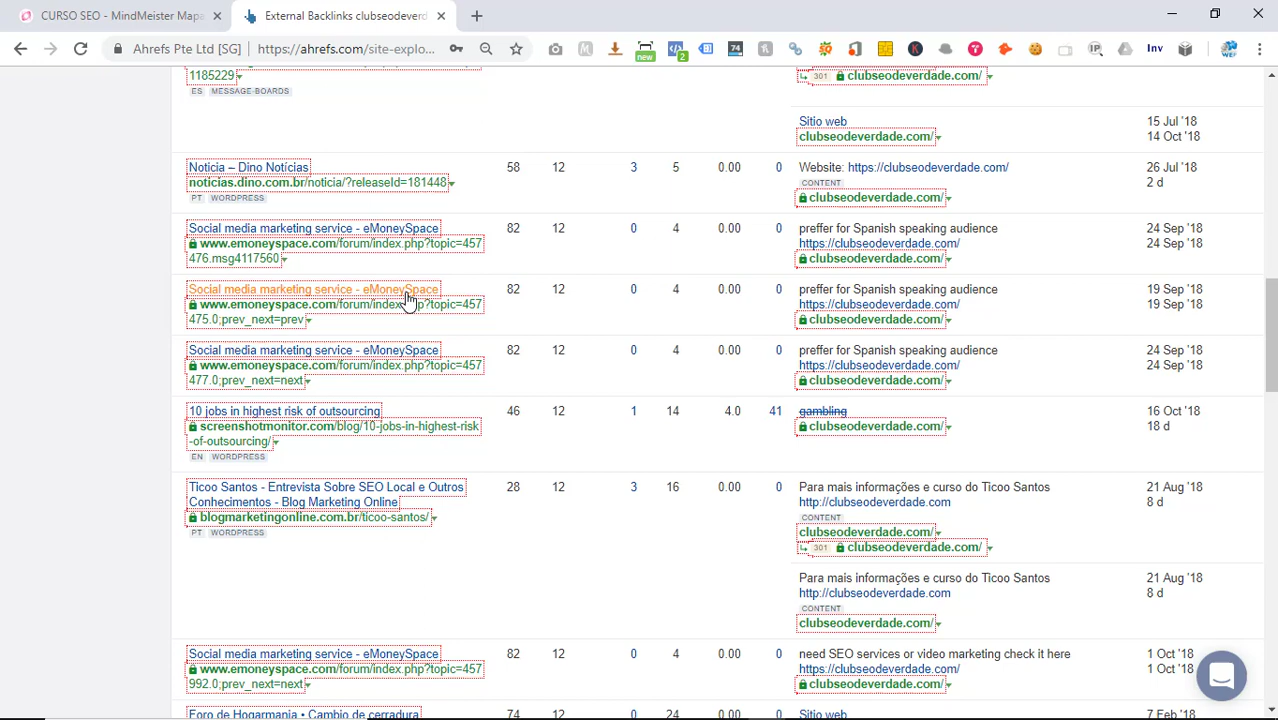 CURSO SEO - MindMeister Mapa
External Backlinks clubseodeverd
Ahrefs Pte Ltd [SG]
https://ahrefs.com/site-explo...
new
2
74
IP
Inv
1185229
ES MESSAGE-BOARDS
301 clubseodeverdade.com/
Sitio web
clubseodeverdade.com/
15 Jul '18
14 Oct '18
Noticia – Dino Notícias
noticias.dino.com.br/noticia/?releaseId=181448
PT WORDPRESS
58 12 3 5 0.00 0
Website: https://clubseodeverdade.com/
CONTENT
clubseodeverdade.com/
26 Jul '18
2 d
Social media marketing service - eMoneySpace
www.emoneyspace.com/forum/index.php?topic=457
476.msg4117560
82 12 0 4 0.00 0
preffer for Spanish speaking audience
https://clubseodeverdade.com/
clubseodeverdade.com/
24 Sep '18
24 Sep '18
Social media marketing service - eMoneySpace
www.emoneyspace.com/forum/index.php?topic=457
475.0;prev_next=prev
82 12 0 4 0.00 0
preffer for Spanish speaking audience
https://clubseodeverdade.com/
clubseodeverdade.com/
19 Sep '18
19 Sep '18
Social media marketing service - eMoneySpace
www.emoneyspace.com/forum/index.php?topic=457
477.0;prev_next=next
82 12 0 4 0.00 0
preffer for Spanish speaking audience
https://clubseodeverdade.com/
clubseodeverdade.com/
24 Sep '18
24 Sep '18
10 jobs in highest risk of outsourcing
screenshotmonitor.com/blog/10-jobs-in-highest-risk
-of-outsourcing/
EN WORDPRESS
46 12 1 14 4.0 41
gambling
clubseodeverdade.com/
16 Oct '18
18 d
Ticoo Santos - Entrevista Sobre SEO Local e Outros
Conhecimentos - Blog Marketing Online
blogmarketingonline.com.br/ticoo-santos/
PT WORDPRESS
28 12 3 16 0.00 0
Para mais informações e curso do Ticoo Santos
http://clubseodeverdade.com
CONTENT
clubseodeverdade.com/
301 clubseodeverdade.com/
21 Aug '18
8 d
Para mais informações e curso do Ticoo Santos
http://clubseodeverdade.com
CONTENT
clubseodeverdade.com/
21 Aug '18
8 d
Social media marketing service - eMoneySpace
www.emoneyspace.com/forum/index.php?topic=457
992.0;prev_next=next
82 12 0 4 0.00 0
need SEO services or video marketing check it here
https://clubseodeverdade.com/
clubseodeverdade.com/
1 Oct '18
1 Oct '18
Foro de Hogarmania • Cambio de cerradura
74 12 0 24 0.00 0
Sitio web
7 Feb '18